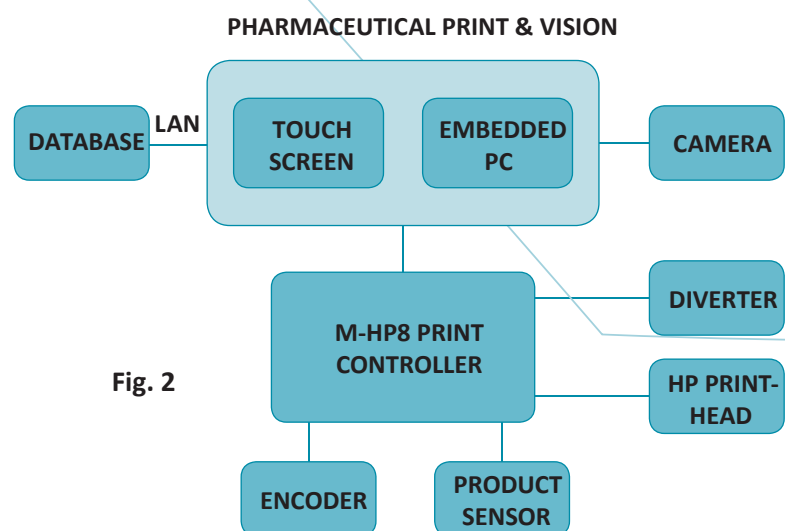 PHARMACEUTICAL PRINT & VISION
DATABASE
LAN
TOUCH
SCREEN
EMBEDDED
PC
CAMERA
M-HP8 PRINT
CONTROLLER
DIVERTER
HP PRINT-
HEAD
Fig. 2
ENCODER
PRODUCT
SENSOR